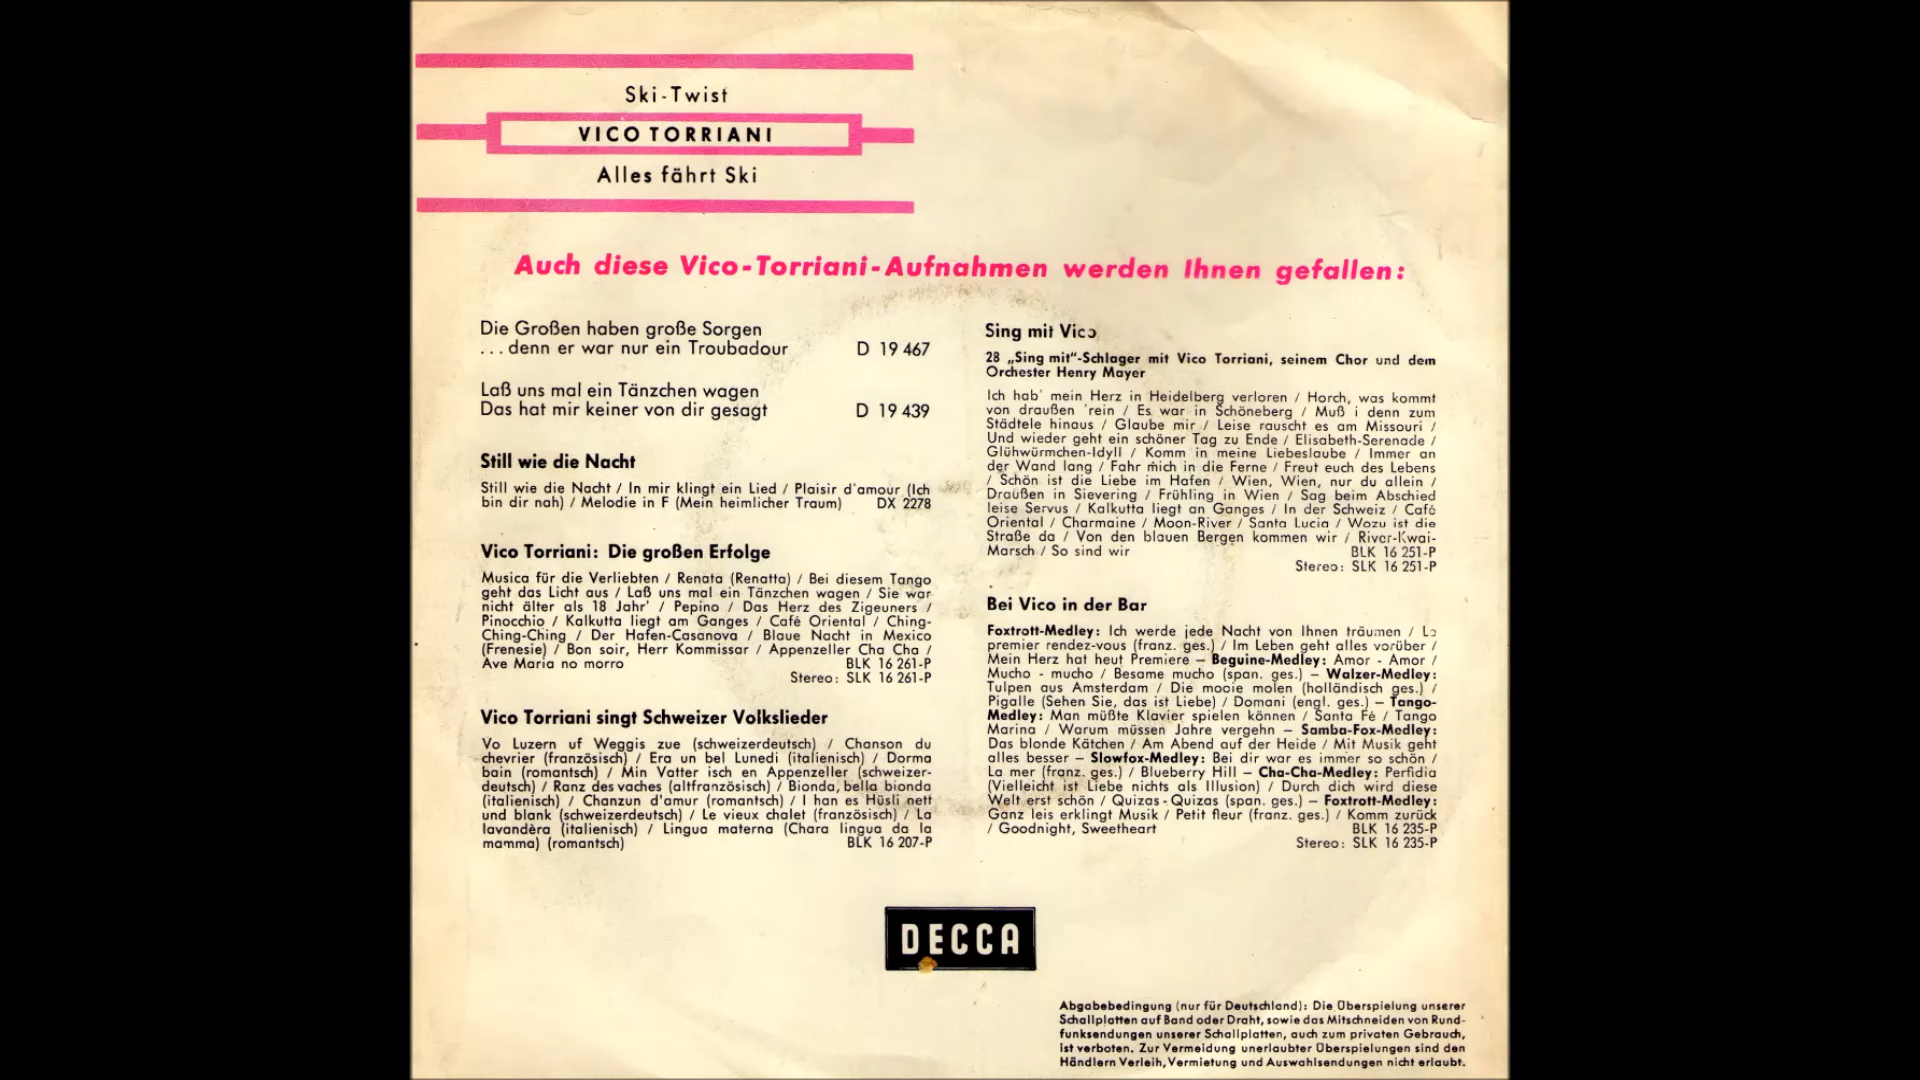 Ski-Twist
VICO TORRIANI
Alles fährt Ski
Auch diese Vico-Torriani-Aufnahmen werden Ihnen gefallen:
Die Großen haben große Sorgen
...denn er war nur ein Troubadour D 19 467
Laß uns mal ein Tänzchen wagen
Das hat mir keiner von dir gesagt D 19 439
Still wie die Nacht
Still wie die Nacht / In mir klingt ein Lied / Plaisir d'amour (Ich
bin dir nah) / Melodie in F (Mein heimlicher Traum) DX 2278
Vico Torriani: Die großen Erfolge
Musica für die Verliebten / Renata (Renatta) / Bei diesem Tango
geht das Licht aus / Laß uns mal ein Tänzchen wagen / Sie war
nicht älter als 18 Jahr' / Pepino / Das Herz des Zigeuners /
Pinocchio / Kalkutta liegt am Ganges / Café Oriental / Ching-
Ching-Ching / Der Hafen-Casanova / Blaue Nacht in Mexico
(Frenesie) / Bon soir, Herr Kommissar / Appenzeller Cha Cha /
Ave Maria no morro BLK 16 261-P
Stereo: SLK 16 261-P
Vico Torriani singt Schweizer Volkslieder
Vo Luzern uf Weggis zue (schweizerdeutsch) / Chanson du
chevrier (französisch) / Era un bel Lunedi (italienisch) / Dorma
bain (romantsch) / Min Vatter isch en Appenzeller (schweizer-
deutsch) / Ranz des vaches (altfranzösisch) / Bionda, bella bionda
(italienisch) / Chanzun d'amur (romantsch) / I han es Hüsli nett
und blank (schweizerdeutsch) / Le vieux chalet (französisch) / La
lavandèra (italienisch) / Lingua materna (Chara lingua da la
mamma) (romantsch) BLK 16 207-P
Sing mit Vico
28 „Sing mit“-Schlager mit Vico Torriani, seinem Chor und dem
Orchester Henry Mayer
Ich hab' mein Herz in Heidelberg verloren / Horch, was kommt
von draußen 'rein / Es war in Schöneberg / Muß i denn zum
Städtele hinaus / Glaube mir / Leise rauscht es am Missouri /
Und wieder geht ein schöner Tag zu Ende / Elisabeth-Serenade /
Glühwürmchen-Idyll / Komm in meine Liebeslaube / Immer an
der Wand lang / Fahr mich in die Ferne / Freut euch des Lebens
/ Schön ist die Liebe im Hafen / Wien, Wien, nur du allein /
Draußen in Sievering / Frühling in Wien / Sag beim Abschied
leise Servus / Kalkutta liegt an Ganges / In der Schweiz / Café
Oriental / Charmaine / Moon-River / Santa Lucia / Wozu ist die
Straße da / Von den blauen Bergen kommen wir / River-Kwai-
Marsch / So sind wir BLK 16 251-P
Stereo: SLK 16 251-P
Bei Vico in der Bar
Foxtrott-Medley: Ich werde jede Nacht von Ihnen träumen / Le
premier rendez-vous (franz. ges.) / Im Leben geht alles vorüber /
Mein Herz hat heut Premiere – Beguine-Medley: Amor - Amor /
Mucho - mucho / Besame mucho (span. ges.) – Walzer-Medley:
Tulpen aus Amsterdam / Die mooie molen (holländisch ges.) /
Pigalle (Sehen Sie, das ist Liebe) / Domani (engl. ges.) – Tango-
Medley: Man müßte Klavier spielen können / Santa Fé / Tango
Marina / Warum müssen Jahre vergehn – Samba-Fox-Medley:
Das blonde Kätchen / Am Abend auf der Heide / Mit Musik geht
alles besser – Slowfox-Medley: Bei dir war es immer so schön /
La mer (franz. ges.) / Blueberry Hill – Cha-Cha-Medley: Perfidia
(Vielleicht ist Liebe nichts als Illusion) / Durch dich wird diese
Welt erst schön / Quizas - Quizas (span. ges.) – Foxtrott-Medley:
Ganz leis erklingt Musik / Petit fleur (franz. ges.) / Komm zurück
/ Goodnight, Sweetheart BLK 16 235-P
Stereo: SLK 16 235-P
DECCA
Abgabebedingung (nur für Deutschland): Die Überspielung unserer
Schallplatten auf Band oder Draht, sowie das Mitschneiden von Rund-
funksendungen unserer Schallplatten, auch zum privaten Gebrauch,
ist verboten. Zur Vermeidung unerlaubter Überspielungen sind den
Händlern Verleih, Vermietung und Auswahlsendungen nicht erlaubt.